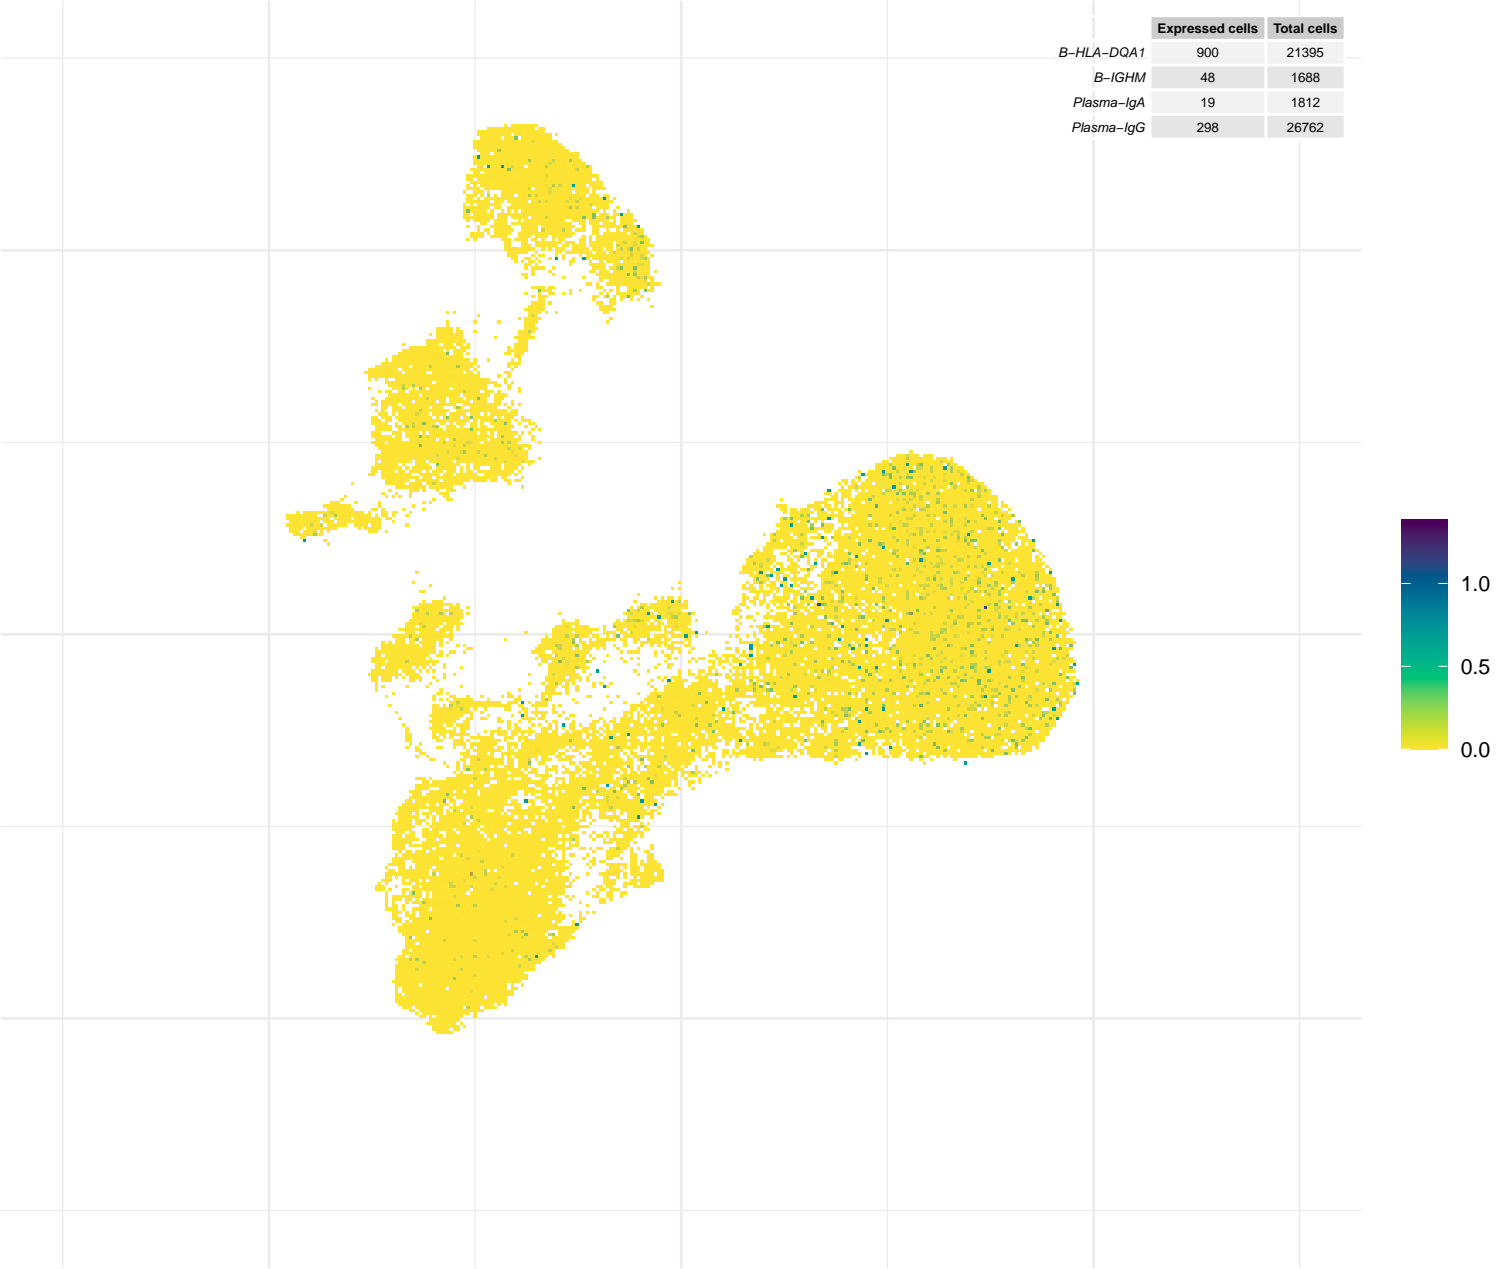 Expressed cells Total cells
B−HLA−DQA1 900 21395
B−IGHM 48 1688
Plasma−IgA 19 1812
Plasma−IgG 298 26762
1.0
0.5
0.0